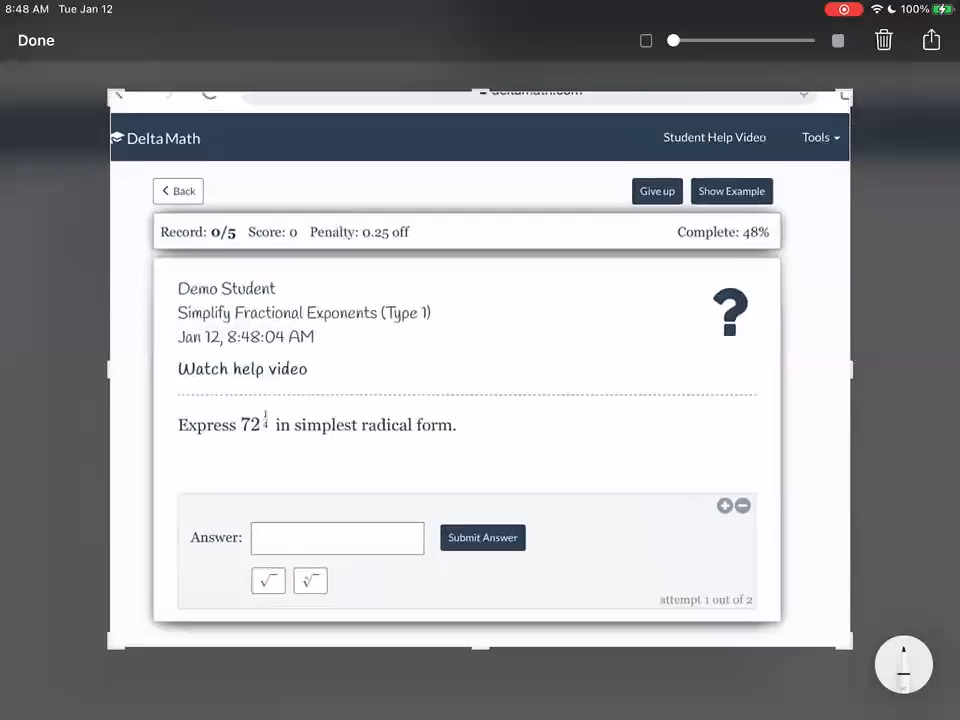 8:48 AM Tue Jan 12 100%
Done
deltamath.com
DeltaMath Student Help Video Tools
Back Give up Show Example
Record: 0/5 Score: 0 Penalty: 0.25 off Complete: 48%
Demo Student
Simplify Fractional Exponents (Type 1)
Jan 12, 8:48:04 AM
Watch help video
?
Express 72^(1/4) in simplest radical form.
Answer: Submit Answer
√ ⁿ√
attempt 1 out of 2